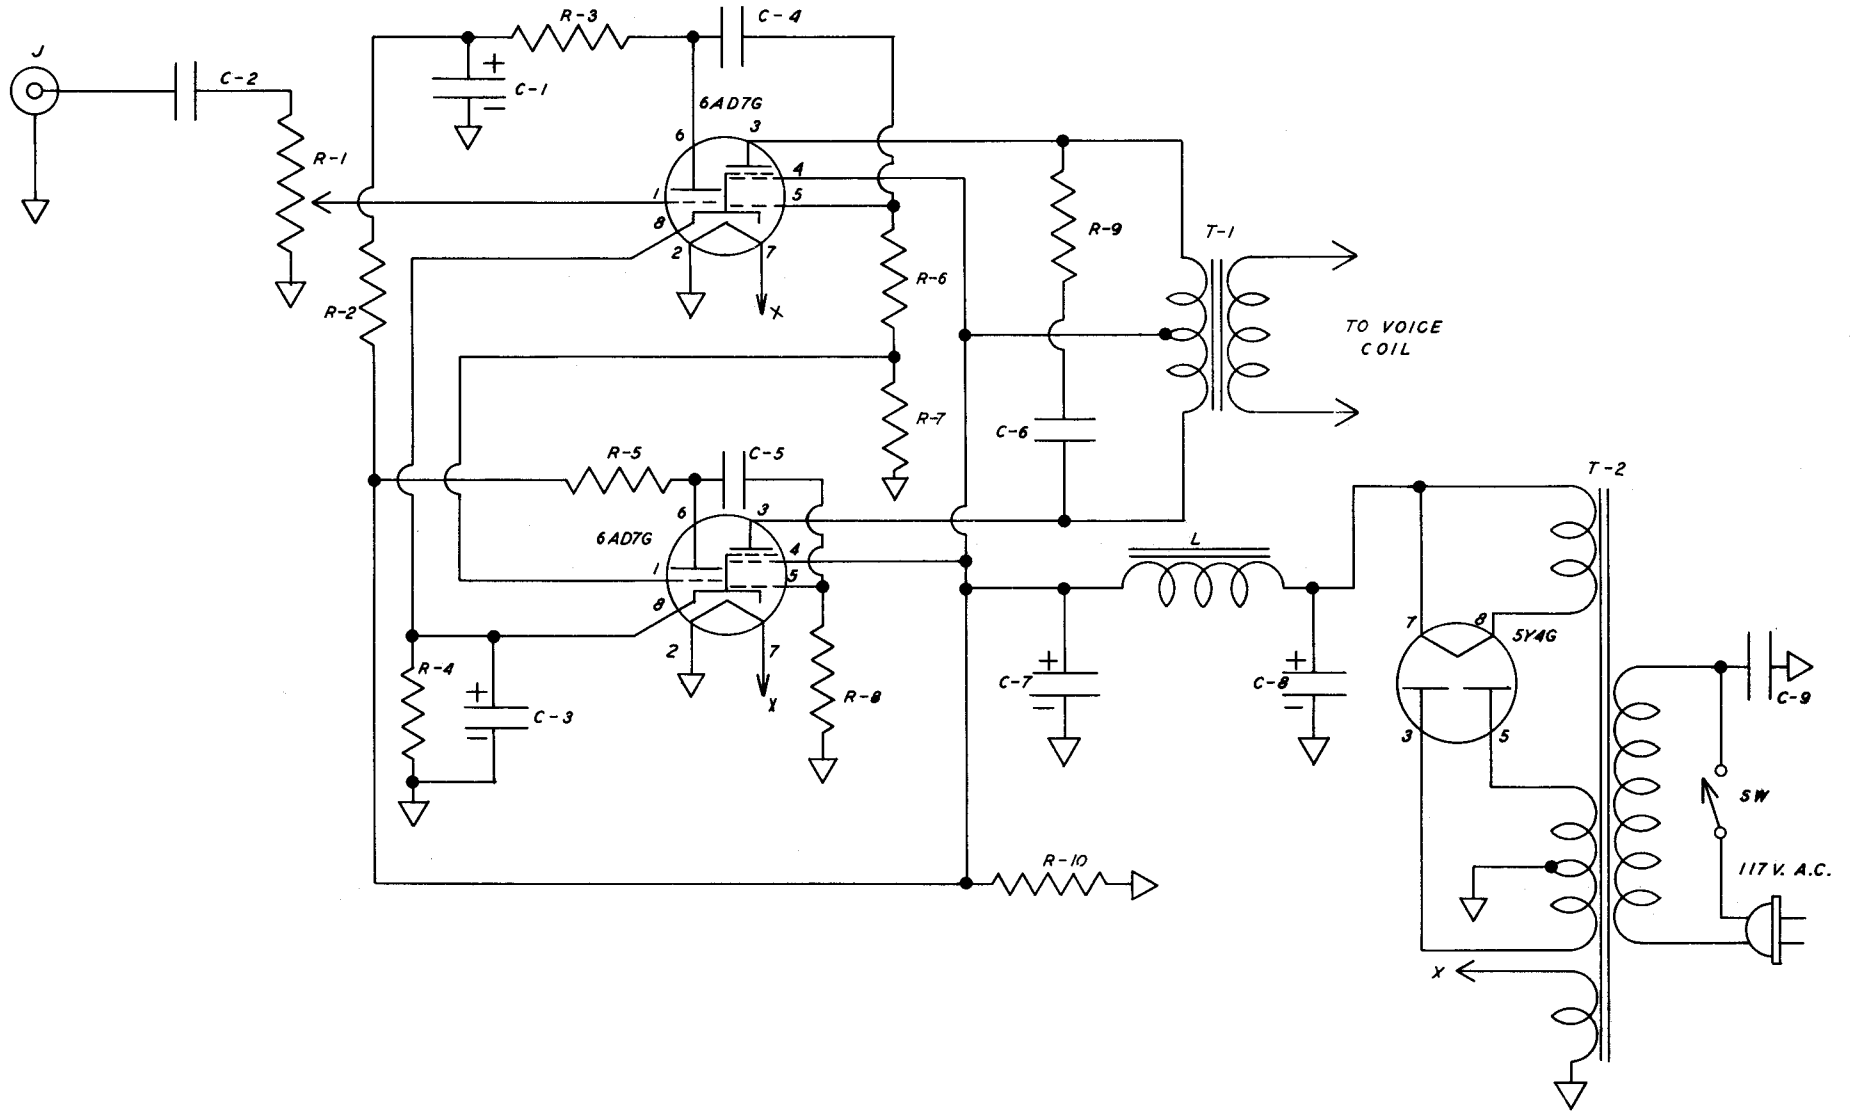 J
C-2
R-1
R-3
C-4
+
C-1
−
6AD7G
6
3
4
1
5
8
2
7
X
R-2
R-6
R-9
T-1
TO VOICE
COIL
R-7
C-6
R-5
C-5
6
3
6AD7G
4
1
5
8
2
7
X
R-4
+
C-3
−
R-8
L
+
C-7
−
+
C-8
−
T-2
7
8
5Y4G
3
5
C-9
SW
117V. A.C.
R-10
X